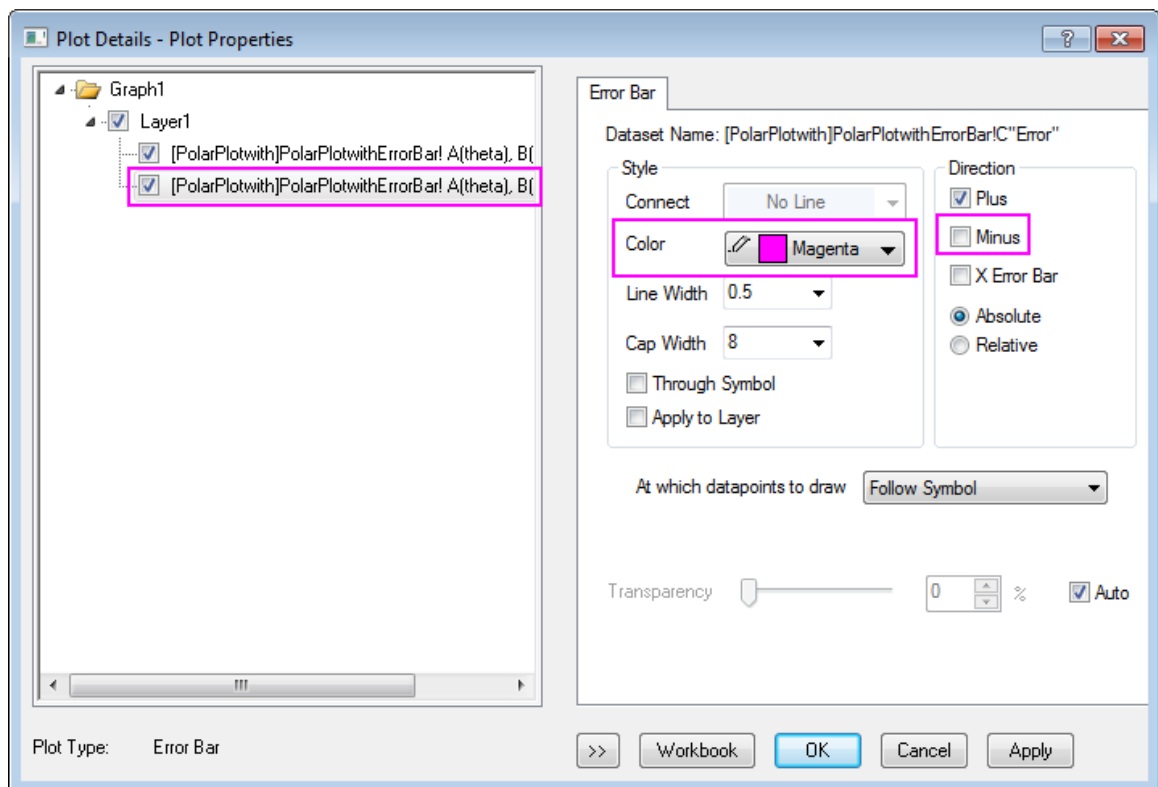 Plot Details - Plot Properties
Graph1
Layer1
[PolarPlotwith]PolarPlotwithErrorBar! A(theta), B(
[PolarPlotwith]PolarPlotwithErrorBar! A(theta), B(
Error Bar
Dataset Name: [PolarPlotwith]PolarPlotwithErrorBar!C"Error"
Style
Connect No Line
Color Magenta
Line Width 0.5
Cap Width 8
Through Symbol
Apply to Layer
Direction
Plus
Minus
X Error Bar
Absolute
Relative
At which datapoints to draw Follow Symbol
Transparency 0 % Auto
Plot Type: Error Bar
>> Workbook OK Cancel Apply